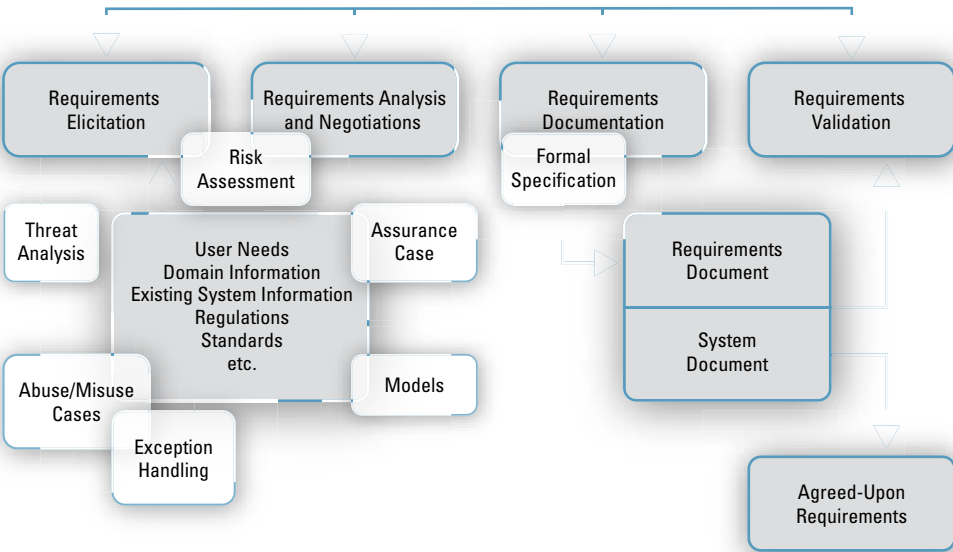 Requirements
Elicitation
Requirements Analysis
and Negotiations
Requirements
Documentation
Requirements
Validation
Risk
Assessment
Formal
Specification
Threat
Analysis
User Needs
Domain Information
Existing System Information
Regulations
Standards
etc.
Assurance
Case
Requirements
Document
System
Document
Abuse/Misuse
Cases
Models
Exception
Handling
Agreed-Upon
Requirements